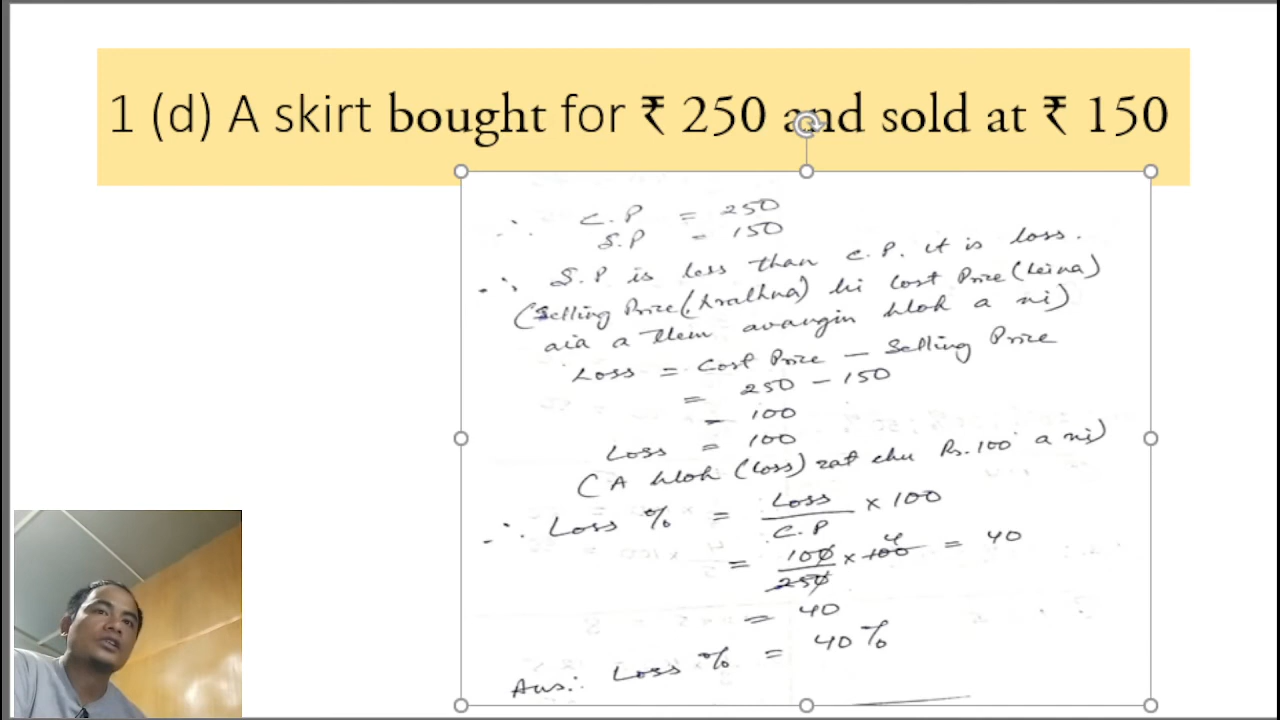 1 (d) A skirt bought for ₹ 250 and sold at ₹ 150
∴ C.P = 250
S.P = 150
∴ S.P is less than C.P. it is loss.
(Selling Price (hralhna) hi Cost Price (leina)
aia a tlem avangin hloh a ni)
Loss = Cost Price – Selling Price
= 250 – 150
= 100
Loss = 100
(A hloh (loss) zat chu Rs. 100 a ni)
∴ Loss % = Loss / C.P × 100
= 100 / 250 × 100 4 = 40
= 40
Ans: Loss % = 40%